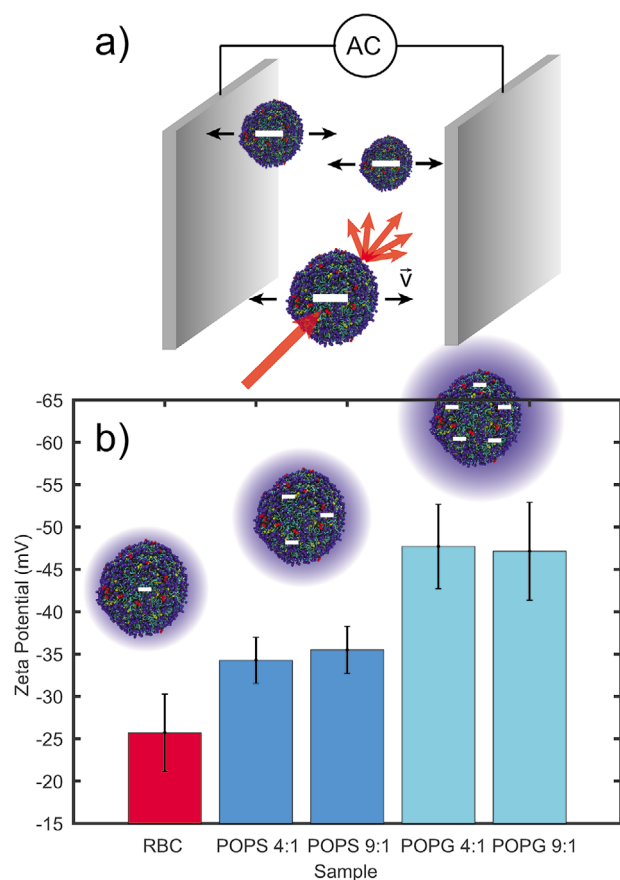 a)
AC
v
b)
-65
-60
-55
-50
-45
-40
-35
-30
-25
-20
-15
Zeta Potential (mV)
RBC
POPS 4:1
POPS 9:1
POPG 4:1
POPG 9:1
Sample